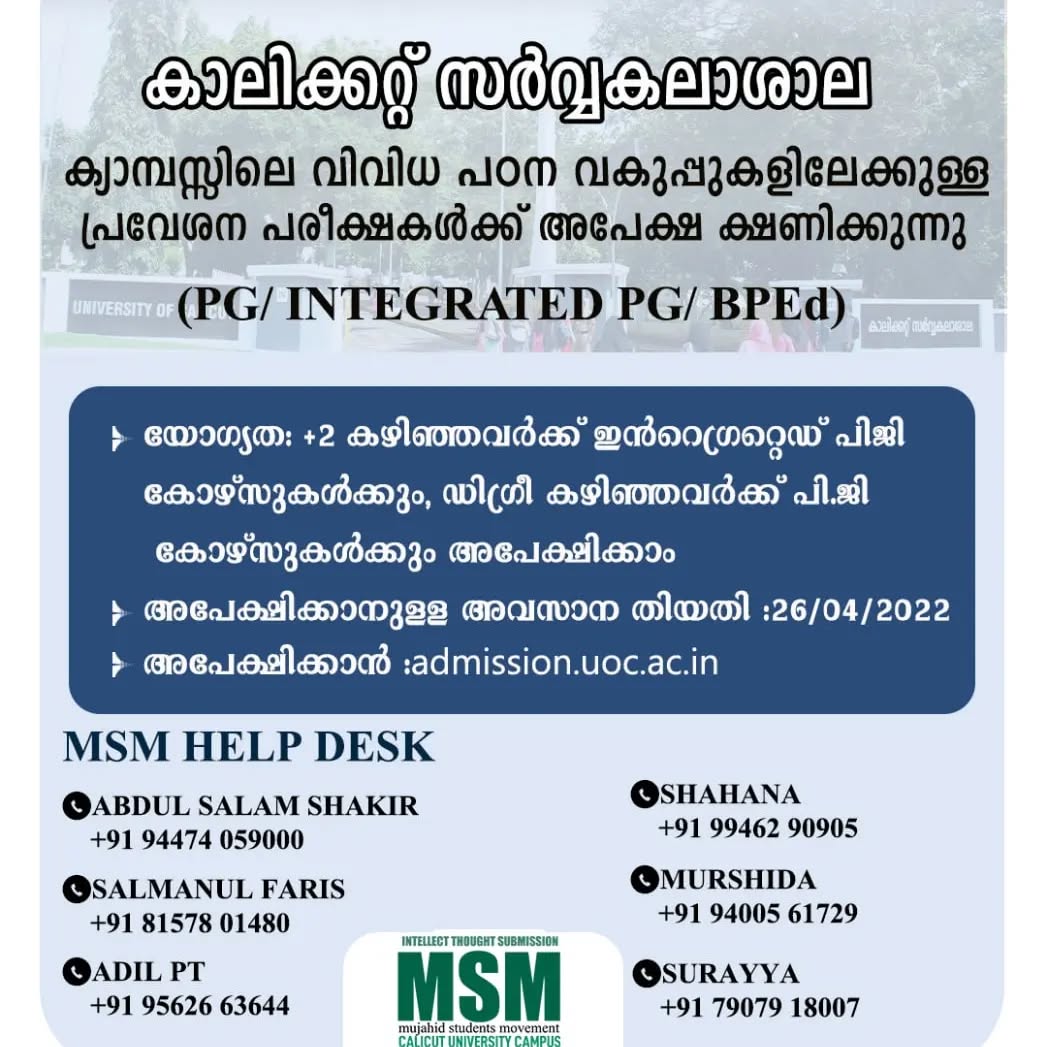 കാലിക്കറ്റ് സർവ്വകലാശാല
ക്യാമ്പസ്സിലെ വിവിധ പഠന വകുപ്പുകളിലേക്കുള്ള
പ്രവേശന പരീക്ഷകൾക്ക് അപേക്ഷ ക്ഷണിക്കുന്നു
(PG/ INTEGRATED PG/ BPEd)
UNIVERSITY OF
കാലിക്കറ്റ് സർവ്വകലാശാല
യോഗ്യത: +2 കഴിഞ്ഞവർക്ക് ഇൻറെഗ്രറ്റെഡ് പിജി
കോഴ്സുകൾക്കും, ഡിഗ്രീ കഴിഞ്ഞവർക്ക് പി.ജി
കോഴ്സുകൾക്കും അപേക്ഷിക്കാം
അപേക്ഷിക്കാനുളള അവസാന തിയതി :26/04/2022
അപേക്ഷിക്കാൻ :admission.uoc.ac.in
MSM HELP DESK
ABDUL SALAM SHAKIR
+91 94474 059000
SALMANUL FARIS
+91 81578 01480
ADIL PT
+91 95626 63644
SHAHANA
+91 99462 90905
MURSHIDA
+91 94005 61729
SURAYYA
+91 79079 18007
INTELLECT THOUGHT SUBMISSION
MSM
mujahid students movement
CALICUT UNIVERSITY CAMPUS